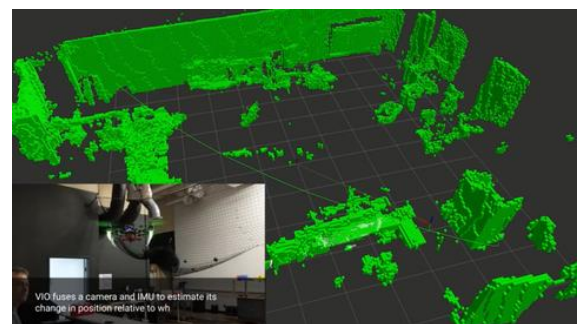 VIO fuses a camera and IMU to estimate its
change in position relative to wh